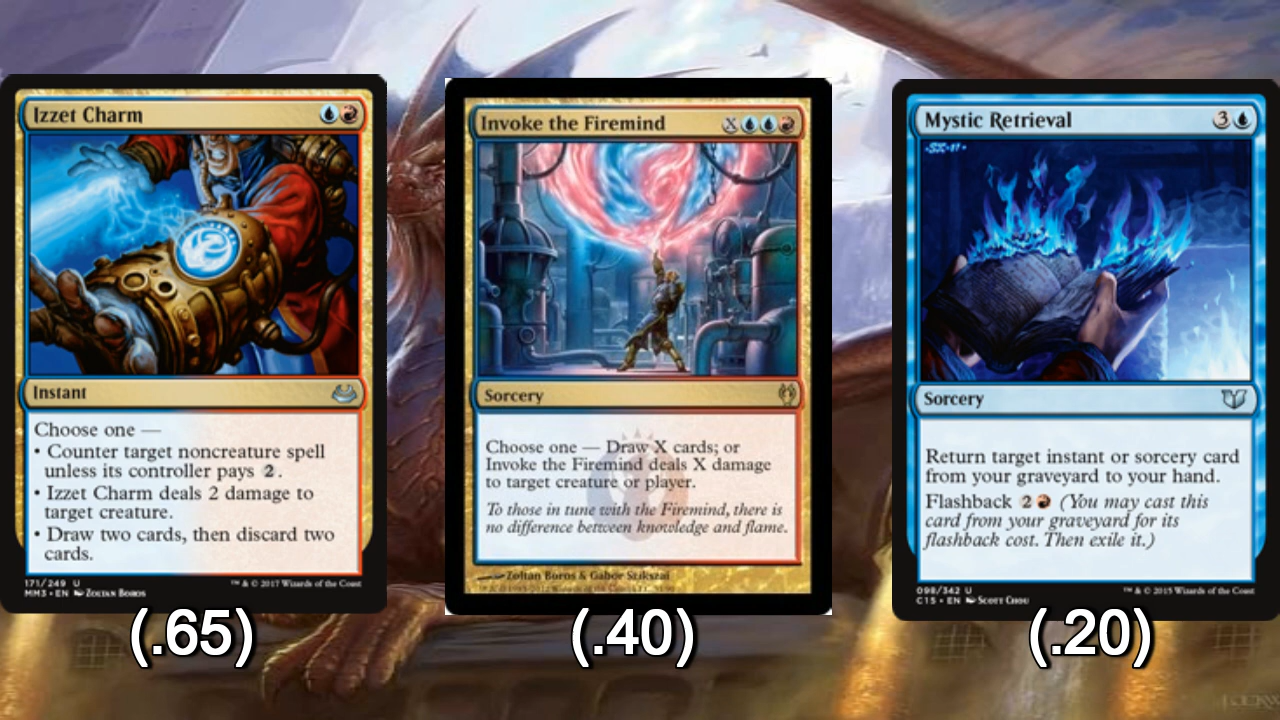 Izzet Charm
Instant
Choose one —
• Counter target noncreature spell
unless its controller pays 2.
• Izzet Charm deals 2 damage to
target creature.
• Draw two cards, then discard two
cards.
171/249 U
MM3 • EN Zoltan Boros
™ & © 2017 Wizards of the Coast
(.65)
Invoke the Firemind
X
Sorcery
Choose one — Draw X cards; or
Invoke the Firemind deals X damage
to target creature or player.
To those in tune with the Firemind, there is
no difference between knowledge and flame.
Zoltan Boros & Gabor Szikszai
(.40)
Mystic Retrieval
3
Sorcery
Return target instant or sorcery card
from your graveyard to your hand.
Flashback 2 (You may cast this
card from your graveyard for its
flashback cost. Then exile it.)
098/342 U
C15 • EN Scott Chou
™ & © 2015 Wizards of the Coast
(.20)